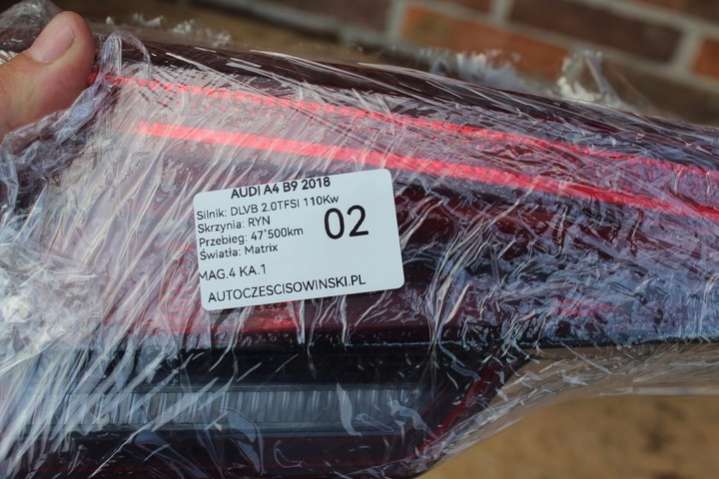 AUDI A4 B9 2018
Silnik: DLVB 2.0TFSI 110Kw
Skrzynia: RYN
02
Przebieg: 47`500km
Światła: Matrix
MAG.4 KA.1
AUTOCZESCISOWINSKI.PL